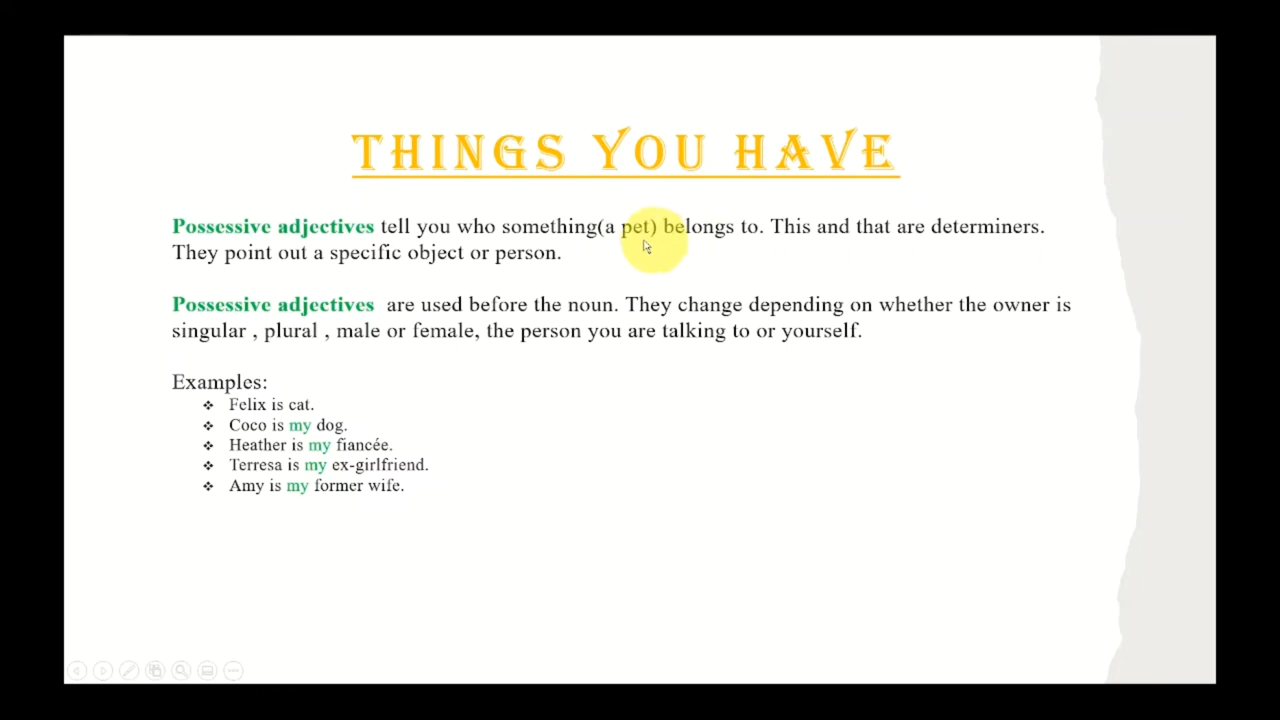 THINGS YOU HAVE
Possessive adjectives tell you who something(a pet) belongs to. This and that are determiners.
They point out a specific object or person.
Possessive adjectives are used before the noun. They change depending on whether the owner is
singular , plural , male or female, the person you are talking to or yourself.
Examples:
❖ Felix is cat.
❖ Coco is my dog.
❖ Heather is my fiancée.
❖ Terresa is my ex-girlfriend.
❖ Amy is my former wife.